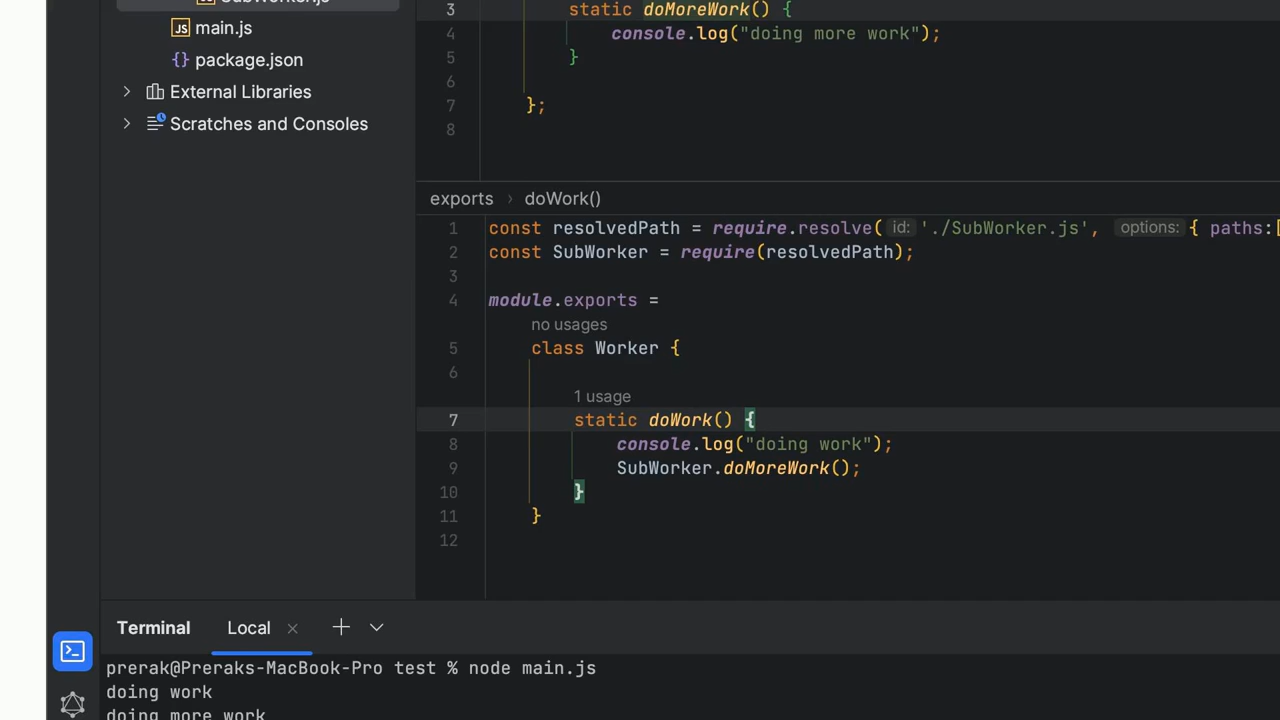 SubWorker.js
main.js
package.json
External Libraries
Scratches and Consoles
3 static doMoreWork() {
4 console.log("doing more work");
5 }
6
7 };
8
exports › doWork()
1 const resolvedPath = require.resolve( id: './SubWorker.js', options: { paths: [
2 const SubWorker = require(resolvedPath);
3
4 module.exports =
no usages
5 class Worker {
6
1 usage
7 static doWork() {
8 console.log("doing work");
9 SubWorker.doMoreWork();
10 }
11 }
12
Terminal Local × +
prerak@Preraks-MacBook-Pro test % node main.js
doing work
doing more work